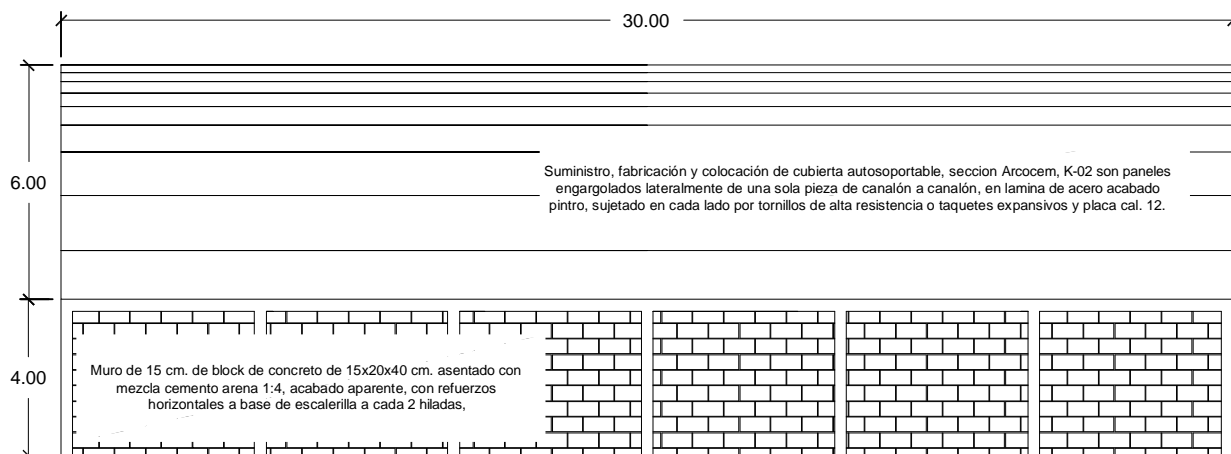 30.00
6.00
Suministro, fabricación y colocación de cubierta autosoportable, seccion Arcocem, K-02 son paneles
engargolados lateralmente de una sola pieza de canalón a canalón, en lamina de acero acabado
pintro, sujetado en cada lado por tornillos de alta resistencia o taquetes expansivos y placa cal. 12.
4.00
Muro de 15 cm. de block de concreto de 15x20x40 cm. asentado con
mezcla cemento arena 1:4, acabado aparente, con refuerzos
horizontales a base de escalerilla a cada 2 hiladas,